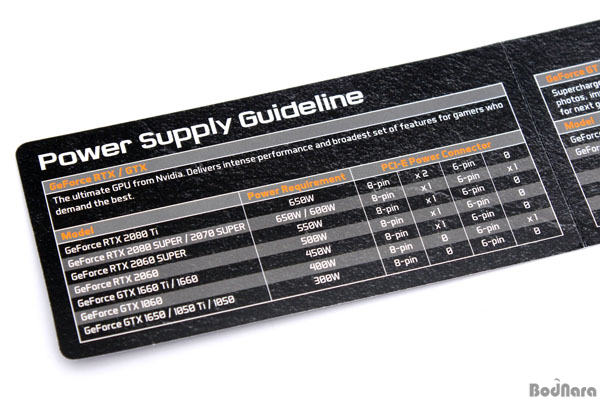 Power Supply Guideline
GeForce RTX / GTX
The ultimate GPU from Nvidia. Delivers intense performance and broadest set of features for gamers who
demand the best.
Model Power Requirement PCI-E Power Connector
GeForce RTX 2080 Ti 650W 8-pin x 2 6-pin 0
GeForce RTX 2080 SUPER / 2070 SUPER 650W / 600W 8-pin x1 6-pin x1
GeForce RTX 2060 SUPER 550W 8-pin x1 6-pin 0
GeForce RTX 2060 500W 8-pin x1 6-pin 0
GeForce GTX 1660 Ti / 1660 450W 8-pin x1 6-pin 0
GeForce GTX 1060 400W 8-pin 0 6-pin x1
GeForce GTX 1650 / 1050 Ti / 1050 300W 8-pin 0 6-pin 0
GeForce GT
Supercharge
photos,
for next g
Model
GeForce
BodNara